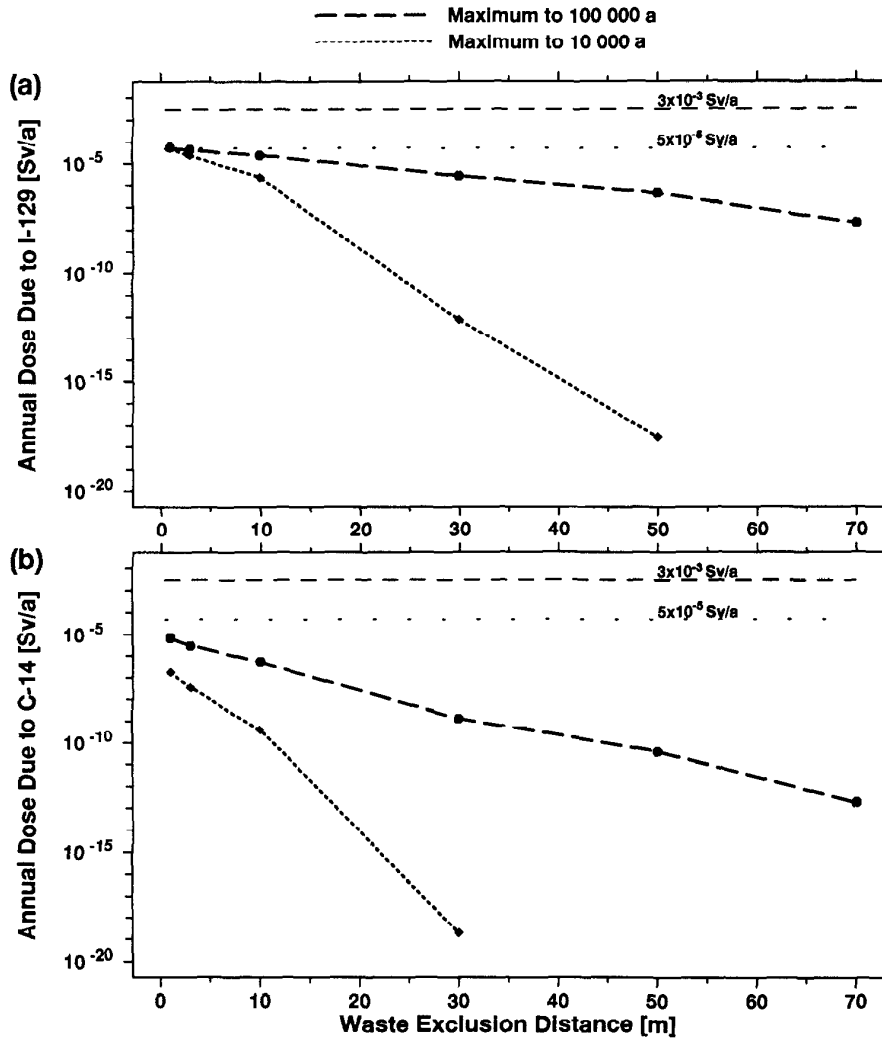 Maximum to 100 000 a
Maximum to 10 000 a
(a)
Annual Dose Due to I-129 [Sv/a]
3x10⁻³ Sv/a
5x10⁻⁵ Sv/a
10⁻⁵
10⁻¹⁰
10⁻¹⁵
10⁻²⁰
0 10 20 30 40 50 60 70
(b)
Annual Dose Due to C-14 [Sv/a]
3x10⁻³ Sv/a
5x10⁻⁵ Sv/a
10⁻⁵
10⁻¹⁰
10⁻¹⁵
10⁻²⁰
0 10 20 30 40 50 60 70
Waste Exclusion Distance [m]